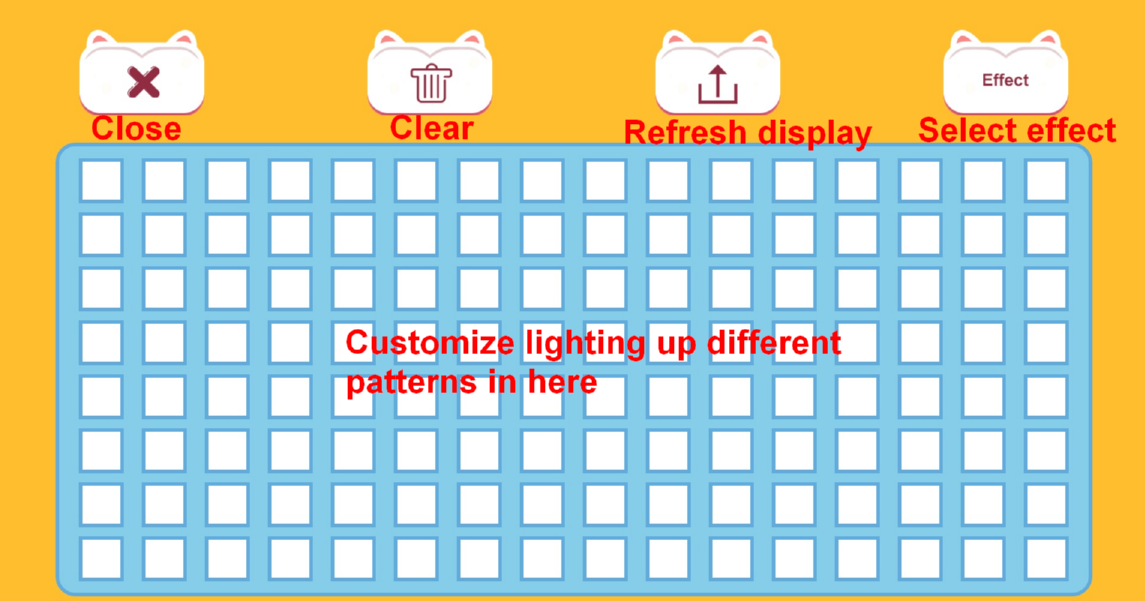 Effect
Close
Clear
Refresh display
Select effect
Customize lighting up different
patterns in here